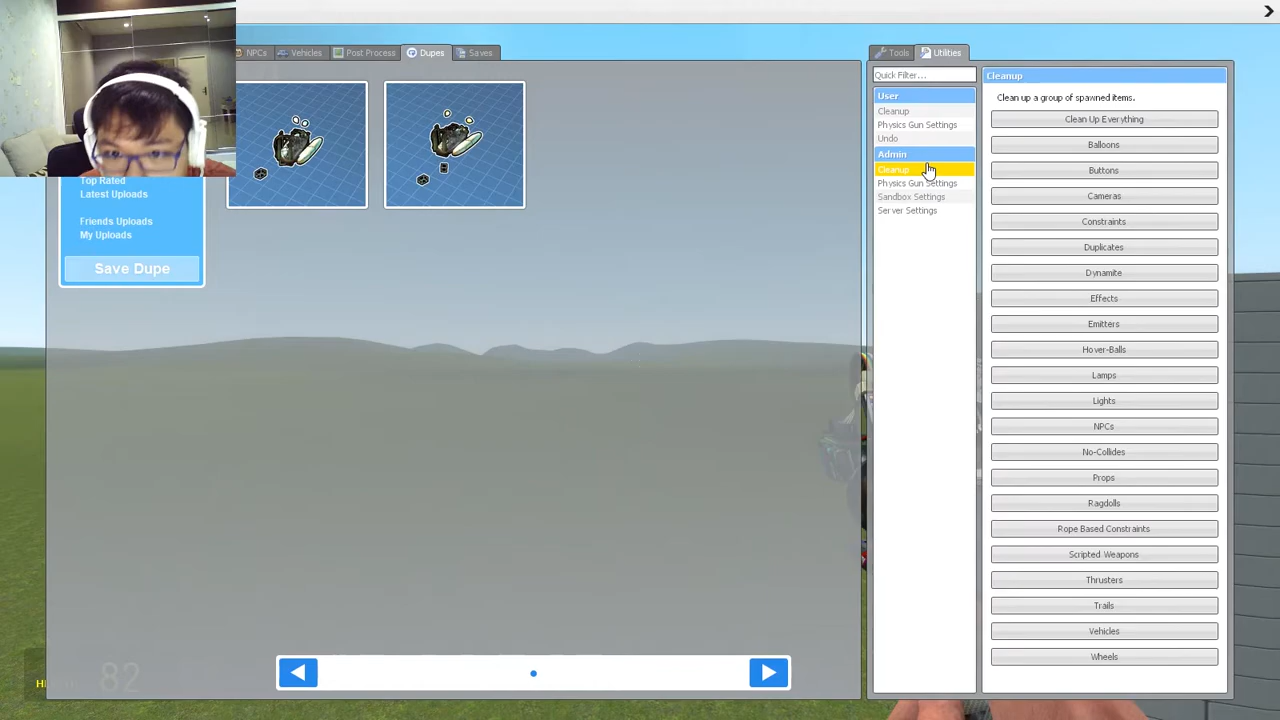 NPCs Vehicles Post Process Dupes Saves
Tools Utilities
Top Rated
Latest Uploads
Friends Uploads
My Uploads
Save Dupe
Quick Filter...
User
Cleanup
Physics Gun Settings
Undo
Admin
Cleanup
Physics Gun Settings
Sandbox Settings
Server Settings
Cleanup
Clean up a group of spawned items.
Clean Up Everything
Balloons
Buttons
Cameras
Constraints
Duplicates
Dynamite
Effects
Emitters
Hover-Balls
Lamps
Lights
NPCs
No-Collides
Props
Ragdolls
Rope Based Constraints
Scripted Weapons
Thrusters
Trails
Vehicles
Wheels
82